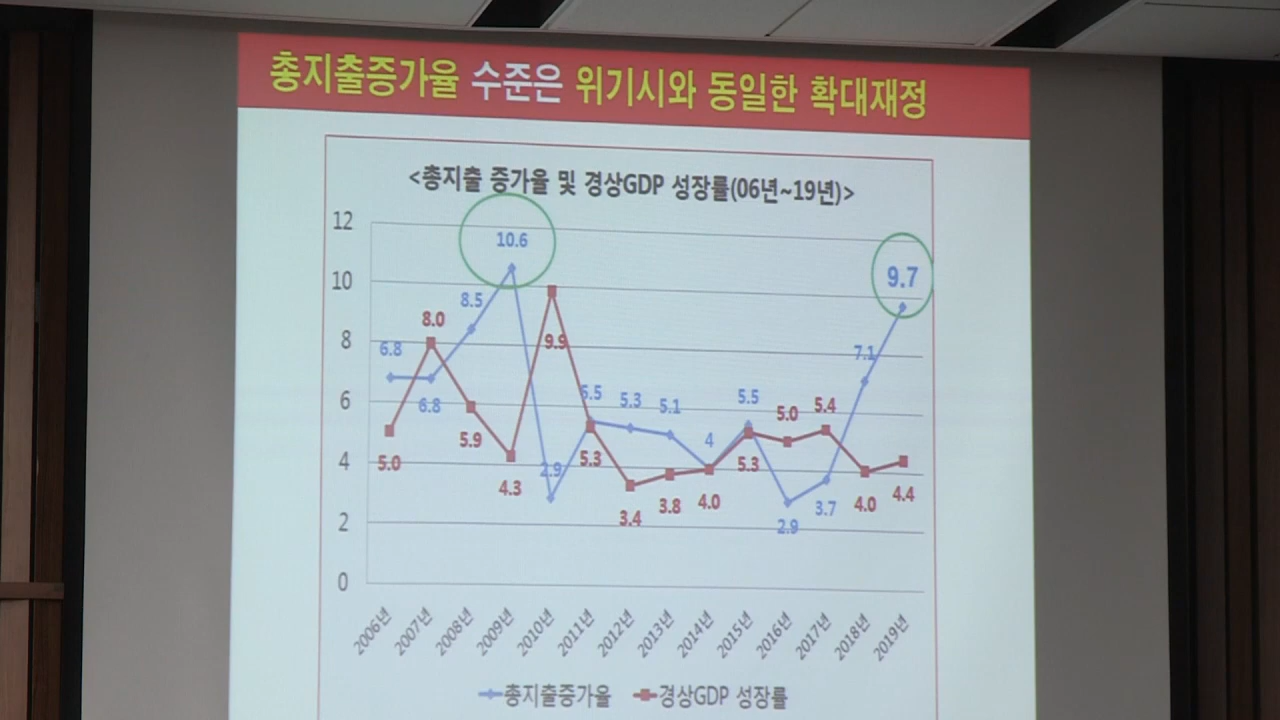 총지출증가율 수준은 위기시와 동일한 확대재정
<총지출 증가율 및 경상GDP 성장률(06년~19년)>
12
10
8
6
4
2
0
6.8
6.8
8.5
10.6
2.9
5.5
5.3
5.1
4
5.5
2.9
3.7
7.1
9.7
5.0
8.0
5.9
4.3
9.9
5.3
3.4
3.8
4.0
5.3
5.0
5.4
4.0
4.4
2006년
2007년
2008년
2009년
2010년
2011년
2012년
2013년
2014년
2015년
2016년
2017년
2018년
2019년
총지출증가율 경상GDP 성장률